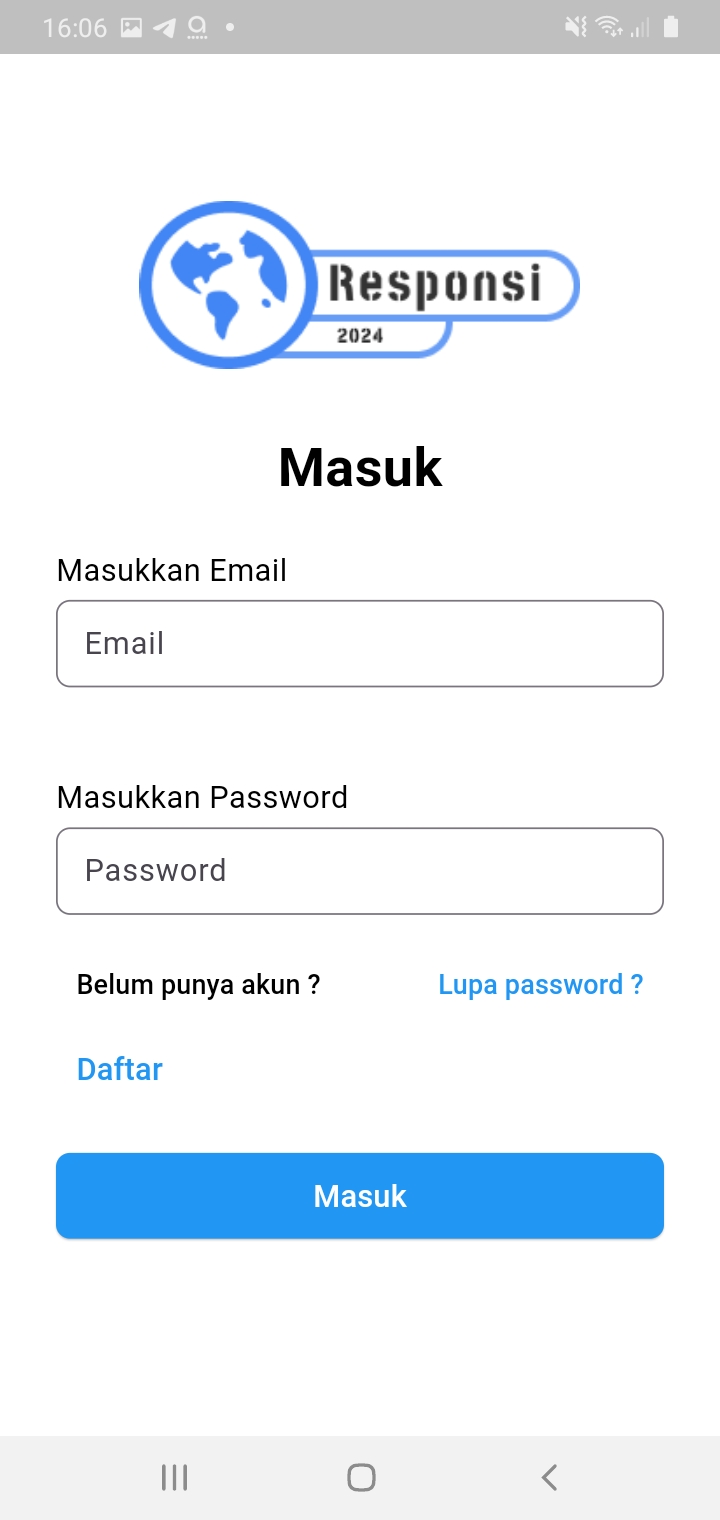 16:06
Responsi
2024
Masuk
Masukkan Email
Email
Masukkan Password
Password
Belum punya akun ? Lupa password ?
Daftar
Masuk